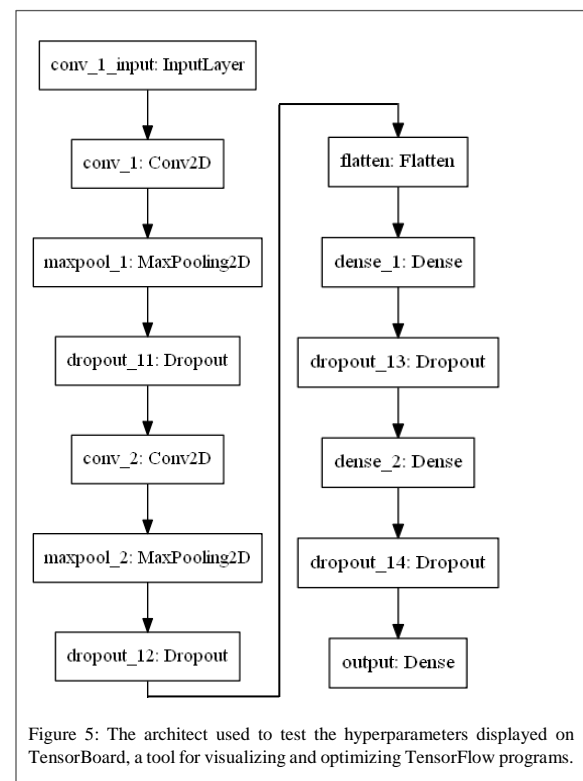 conv_1_input: InputLayer
conv_1: Conv2D
maxpool_1: MaxPooling2D
dropout_11: Dropout
conv_2: Conv2D
maxpool_2: MaxPooling2D
dropout_12: Dropout
flatten: Flatten
dense_1: Dense
dropout_13: Dropout
dense_2: Dense
dropout_14: Dropout
output: Dense
Figure 5: The architect used to test the hyperparameters displayed on
TensorBoard, a tool for visualizing and optimizing TensorFlow programs.